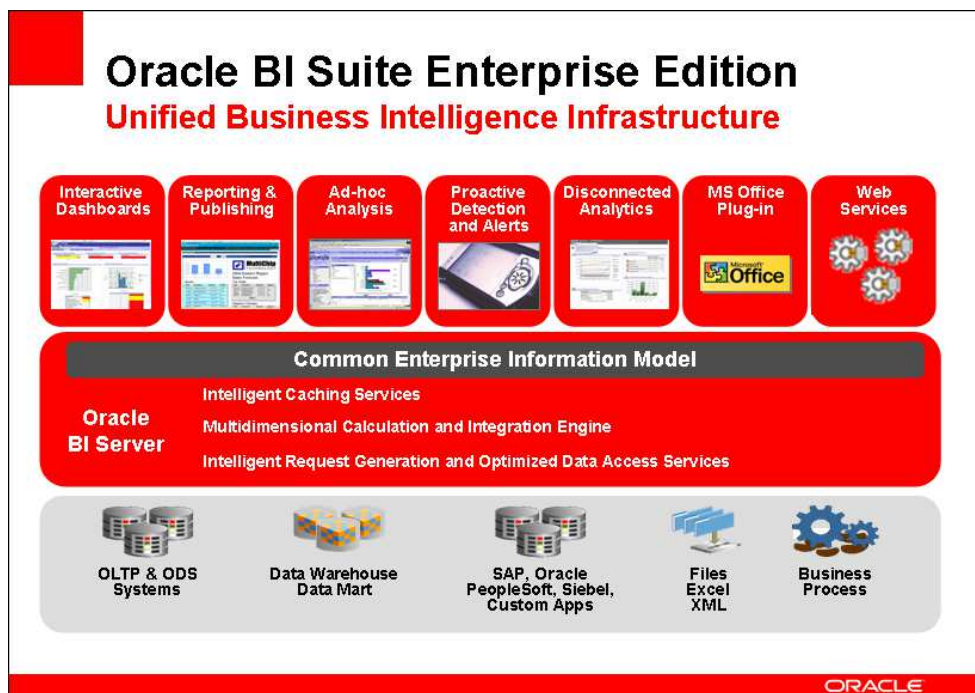 Oracle BI Suite Enterprise Edition
Unified Business Intelligence Infrastructure
Interactive
Dashboards
Reporting &
Publishing
Ad-hoc
Analysis
Proactive
Detection
and Alerts
Disconnected
Analytics
MS Office
Plug-in
Web
Services
MultiChip
Microsoft
Office
Common Enterprise Information Model
Oracle
BI Server
Intelligent Caching Services
Multidimensional Calculation and Integration Engine
Intelligent Request Generation and Optimized Data Access Services
OLTP & ODS
Systems
Data Warehouse
Data Mart
SAP, Oracle
PeopleSoft, Siebel,
Custom Apps
Files
Excel
XML
Business
Process
ORACLE